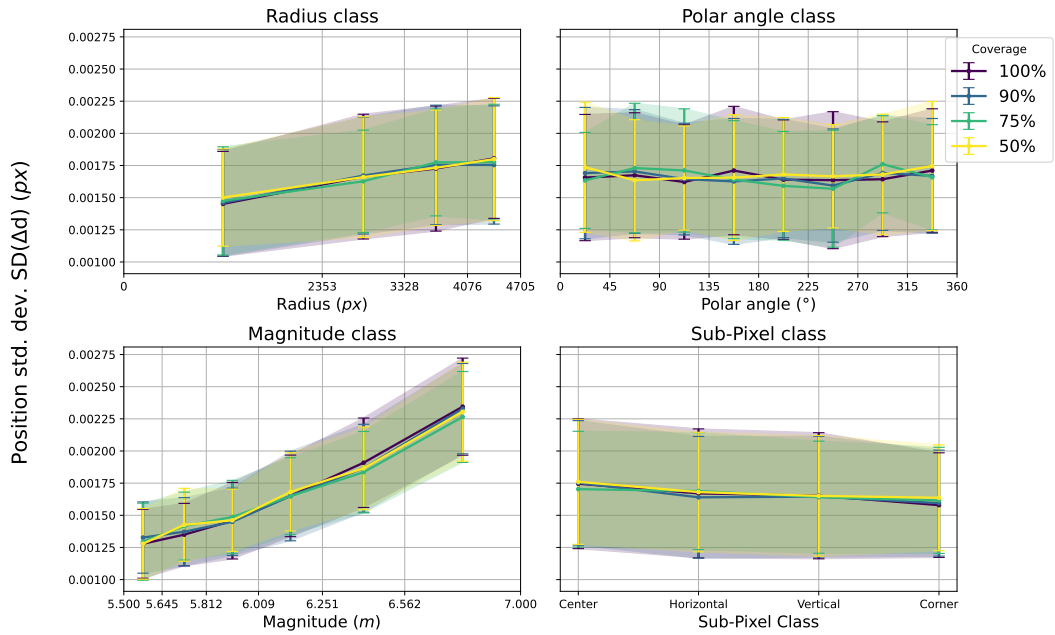 Radius class
Polar angle class
Position std. dev. SD(Δd) (px)
0.00275
0.00250
0.00225
0.00200
0.00175
0.00150
0.00125
0.00100
0 2353 3328 4076 4705
Radius (px)
0 45 90 135 180 225 270 315 360
Polar angle (°)
Coverage
100%
90%
75%
50%
Magnitude class
Sub-Pixel class
0.00275
0.00250
0.00225
0.00200
0.00175
0.00150
0.00125
0.00100
5.500 5.645 5.812 6.009 6.251 6.562 7.000
Magnitude (m)
Center Horizontal Vertical Corner
Sub-Pixel Class